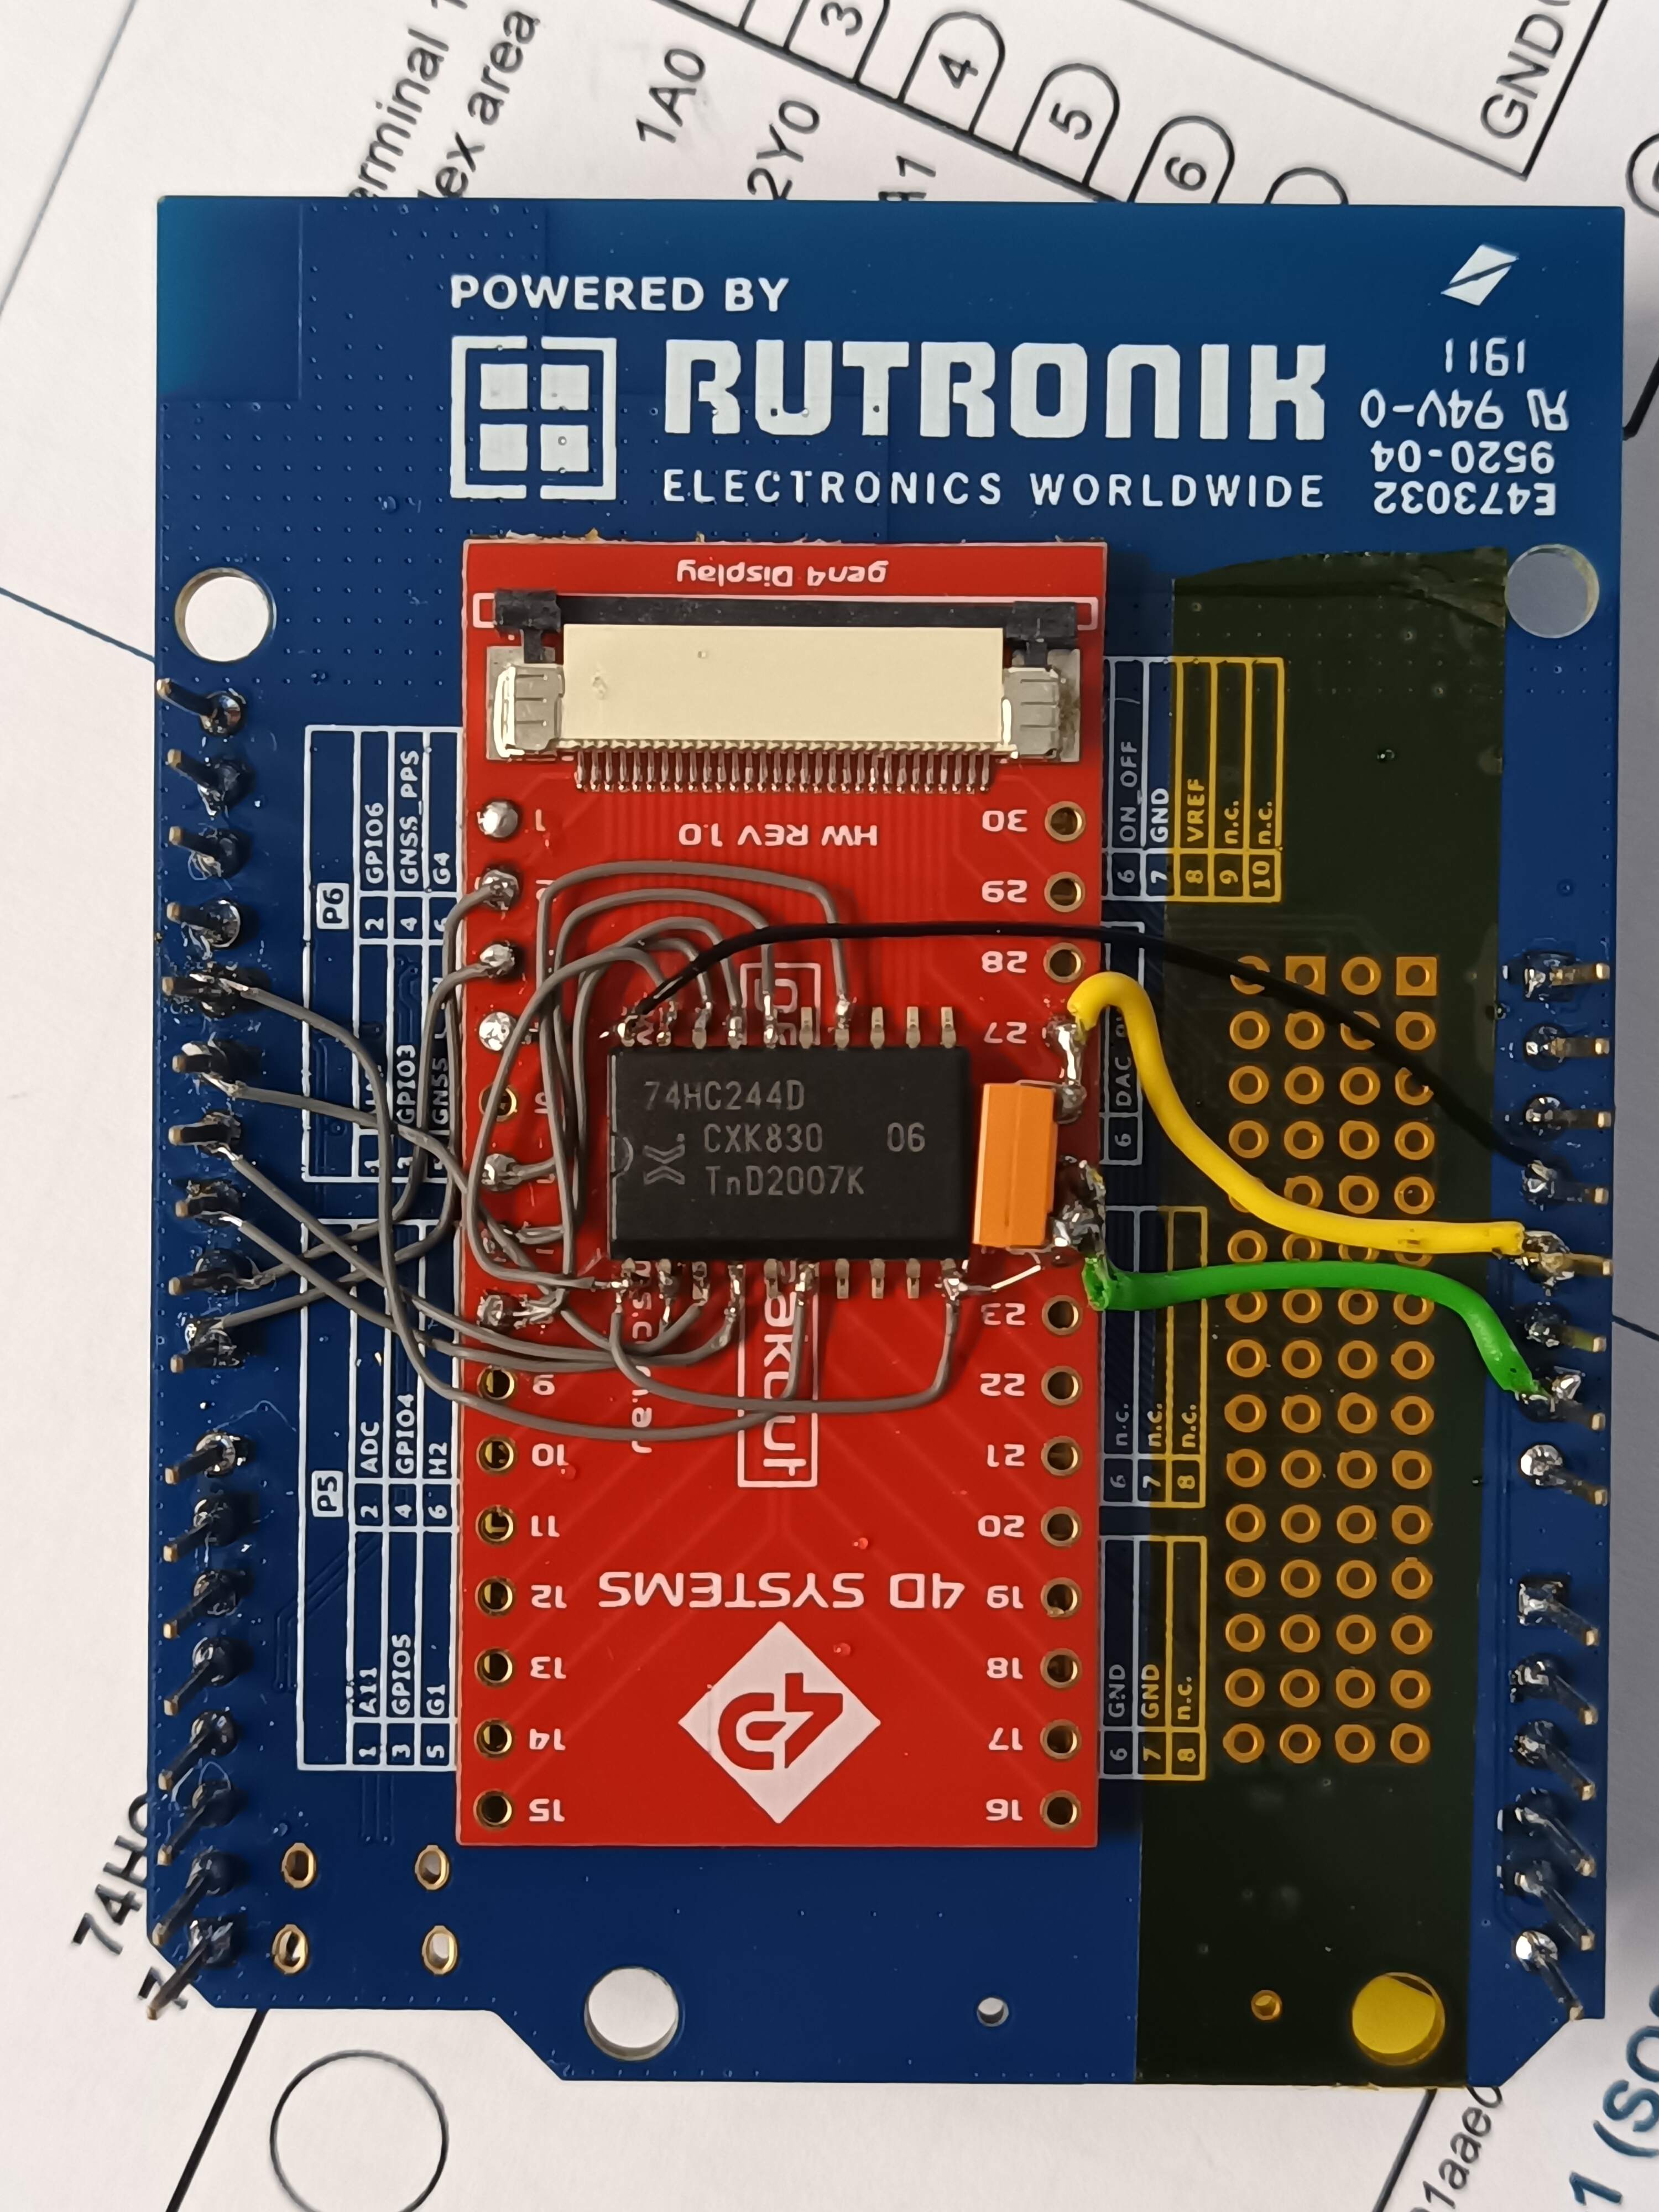 3
4
5
6
GND
erminal 1
ex area
1A0
2Y0
A1
POWERED BY
RUTRONIK
ELECTRONICS WORLDWIDE
1911
94V-0
9520-04
E473032
gen4 Display
HW REV 1.0
1
30
29
28
27
23
22
21
20
19
18
17
16
9
10
11
12
13
14
15
74HC244D
CXK830 06
TnD2007K
4D SYSTEMS
P6
2 GPIO6
4 GNSS_PPS
G4
1
3 GPIO3
GNSS
P5
1 A11
2 ADC
3 GPIO5
4 GPIO4
5 G1
6 H2
6 ON_OFF
7 GND
8 VREF
9 n.c.
10 n.c.
6 DAC
6 n.c.
7 n.c.
8 n.c.
6 GND
7 GND
8 n.c.
74HC
1aae0
1 (SO